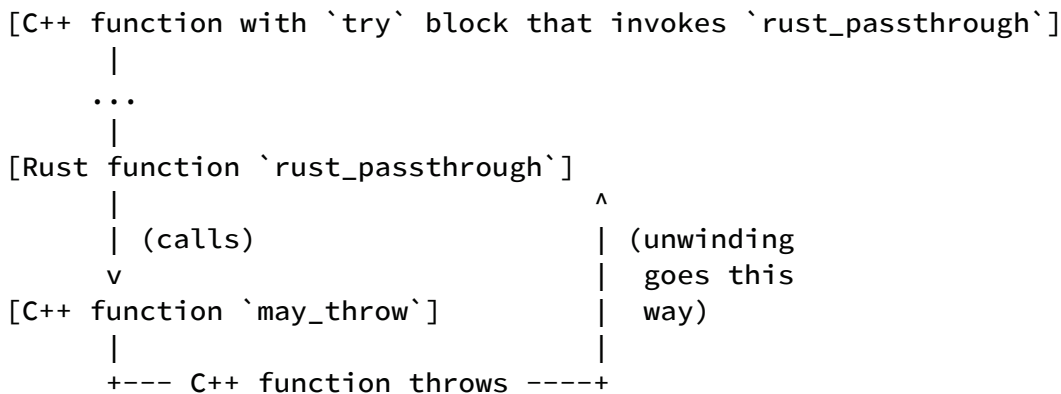 [C++ function with `try` block that invokes `rust_passthrough`]
      |
     ...
      |
[Rust function `rust_passthrough`]
      |                            ^
      | (calls)                    | (unwinding
      v                            |  goes this
[C++ function `may_throw`]         |  way)
      |                            |
      +--- C++ function throws ----+